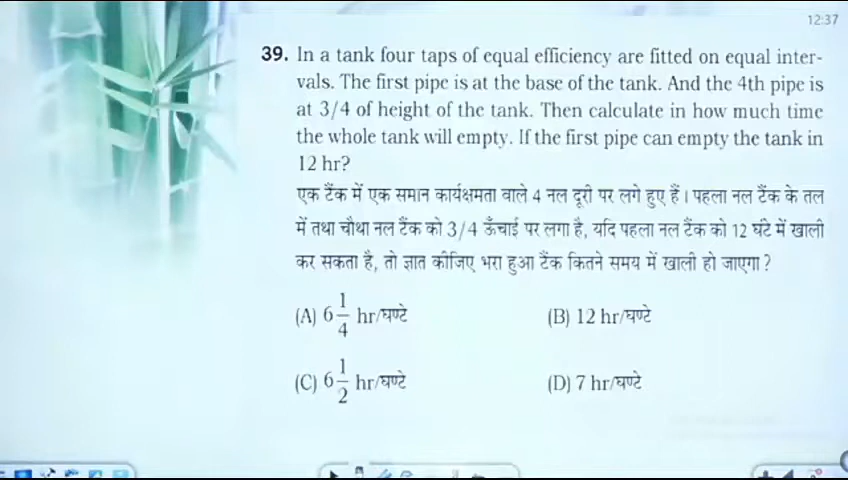 12:37
39. In a tank four taps of equal efficiency are fitted on equal inter-
vals. The first pipe is at the base of the tank. And the 4th pipe is
at 3/4 of height of the tank. Then calculate in how much time
the whole tank will empty. If the first pipe can empty the tank in
12 hr?
एक टैंक में एक समान कार्यक्षमता वाले 4 नल दूरी पर लगे हुए हैं। पहला नल टैंक के तल
में तथा चौथा नल टैंक को 3/4 ऊँचाई पर लगा है, यदि पहला नल टैंक को 12 घंटे में खाली
कर सकता है, तो ज्ञात कीजिए भरा हुआ टैंक कितने समय में खाली हो जाएगा?
(A) 6 1/4 hr/घण्टे (B) 12 hr/घण्टे
(C) 6 1/2 hr/घण्टे (D) 7 hr/घण्टे